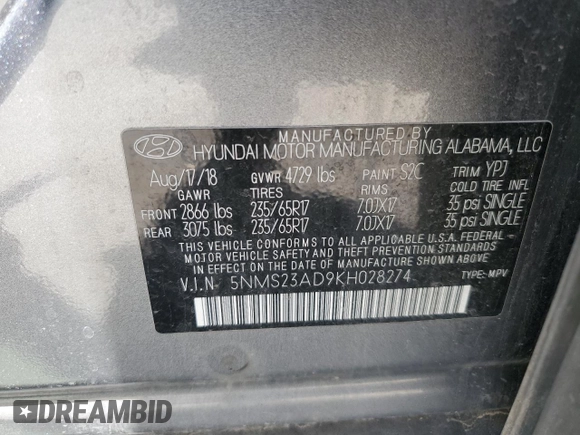 MANUFACTURED BY
HYUNDAI MOTOR MANUFACTURING ALABAMA, LLC
Aug/17/18 GVWR 4729 lbs PAINT S2C TRIM YPJ
GAWR TIRES RIMS COLD TIRE INFL.
FRONT 2866 lbs 235/65R17 7.0JX17 35 psi SINGLE
REAR 3075 lbs 235/65R17 7.0JX17 35 psi SINGLE
THIS VEHICLE CONFORMS TO ALL APPLICABLE U.S.A. FEDERAL
MOTOR VEHICLE SAFETY AND THEFT PREVENTION STANDARDS
IN EFFECT ON THE DATE OF MANUFACTURE SHOWN ABOVE.
V.I.N. 5NMS23AD9KH028274 TYPE: MPV
DREAMBID